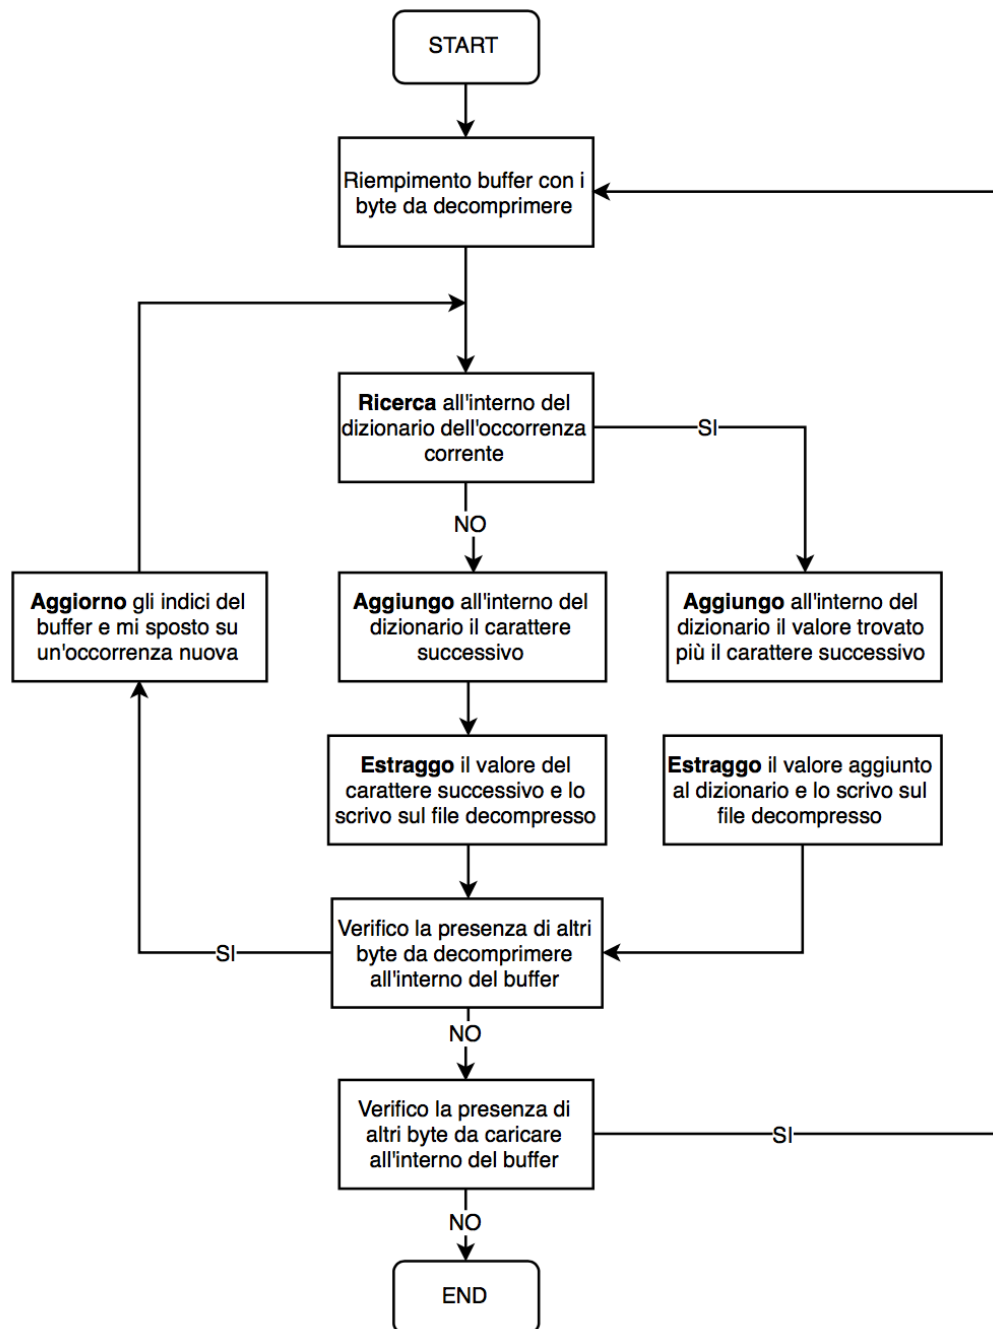 START
Riempimento buffer con i
byte da decomprimere
Ricerca all'interno del
dizionario dell'occorrenza
corrente
SI
NO
Aggiorno gli indici del
buffer e mi sposto su
un'occorrenza nuova
Aggiungo all'interno del
dizionario il carattere
successivo
Aggiungo all'interno del
dizionario il valore trovato
più il carattere successivo
Estraggo il valore del
carattere successivo e lo
scrivo sul file decompresso
Estraggo il valore aggiunto
al dizionario e lo scrivo sul
file decompresso
Verifico la presenza di altri
byte da decomprimere
all'interno del buffer
SI
NO
Verifico la presenza di
altri byte da caricare
all'interno del buffer
SI
NO
END